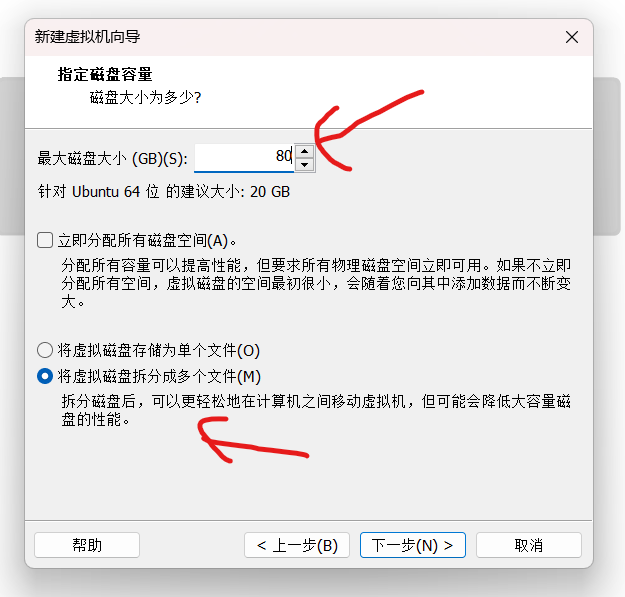 新建虚拟机向导
指定磁盘容量
磁盘大小为多少?
最大磁盘大小 (GB)(S): 80
针对 Ubuntu 64 位 的建议大小: 20 GB
立即分配所有磁盘空间(A)。
分配所有容量可以提高性能，但要求所有物理磁盘空间立即可用。如果不立即
分配所有空间，虚拟磁盘的空间最初很小，会随着您向其中添加数据而不断变
大。
将虚拟磁盘存储为单个文件(O)
将虚拟磁盘拆分成多个文件(M)
拆分磁盘后，可以更轻松地在计算机之间移动虚拟机，但可能会降低大容量磁
盘的性能。
帮助 < 上一步(B) 下一步(N) > 取消